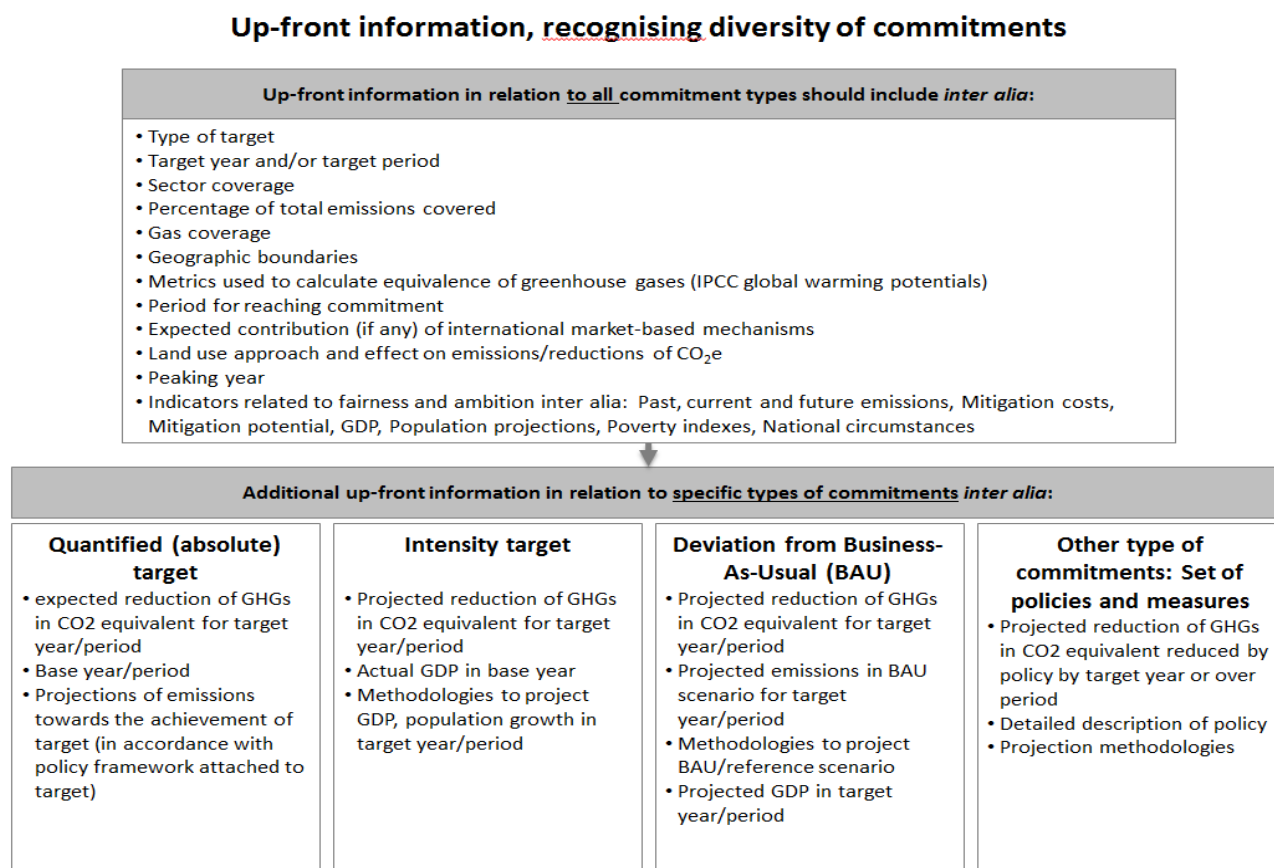 Up-front information, recognising diversity of commitments
Up-front information in relation to all commitment types should include inter alia:
• Type of target
• Target year and/or target period
• Sector coverage
• Percentage of total emissions covered
• Gas coverage
• Geographic boundaries
• Metrics used to calculate equivalence of greenhouse gases (IPCC global warming potentials)
• Period for reaching commitment
• Expected contribution (if any) of international market-based mechanisms
• Land use approach and effect on emissions/reductions of CO₂e
• Peaking year
• Indicators related to fairness and ambition inter alia: Past, current and future emissions, Mitigation costs,
Mitigation potential, GDP, Population projections, Poverty indexes, National circumstances
Additional up-front information in relation to specific types of commitments inter alia:
Quantified (absolute)
target
• expected reduction of GHGs
in CO2 equivalent for target
year/period
• Base year/period
• Projections of emissions
towards the achievement of
target (in accordance with
policy framework attached to
target)
Intensity target
• Projected reduction of GHGs
in CO2 equivalent for target
year/period
• Actual GDP in base year
• Methodologies to project
GDP, population growth in
target year/period
Deviation from Business-
As-Usual (BAU)
• Projected reduction of GHGs
in CO2 equivalent for target
year/period
• Projected emissions in BAU
scenario for target
year/period
• Methodologies to project
BAU/reference scenario
• Projected GDP in target
year/period
Other type of
commitments: Set of
policies and measures
• Projected reduction of GHGs
in CO2 equivalent reduced by
policy by target year or over
period
• Detailed description of policy
• Projection methodologies